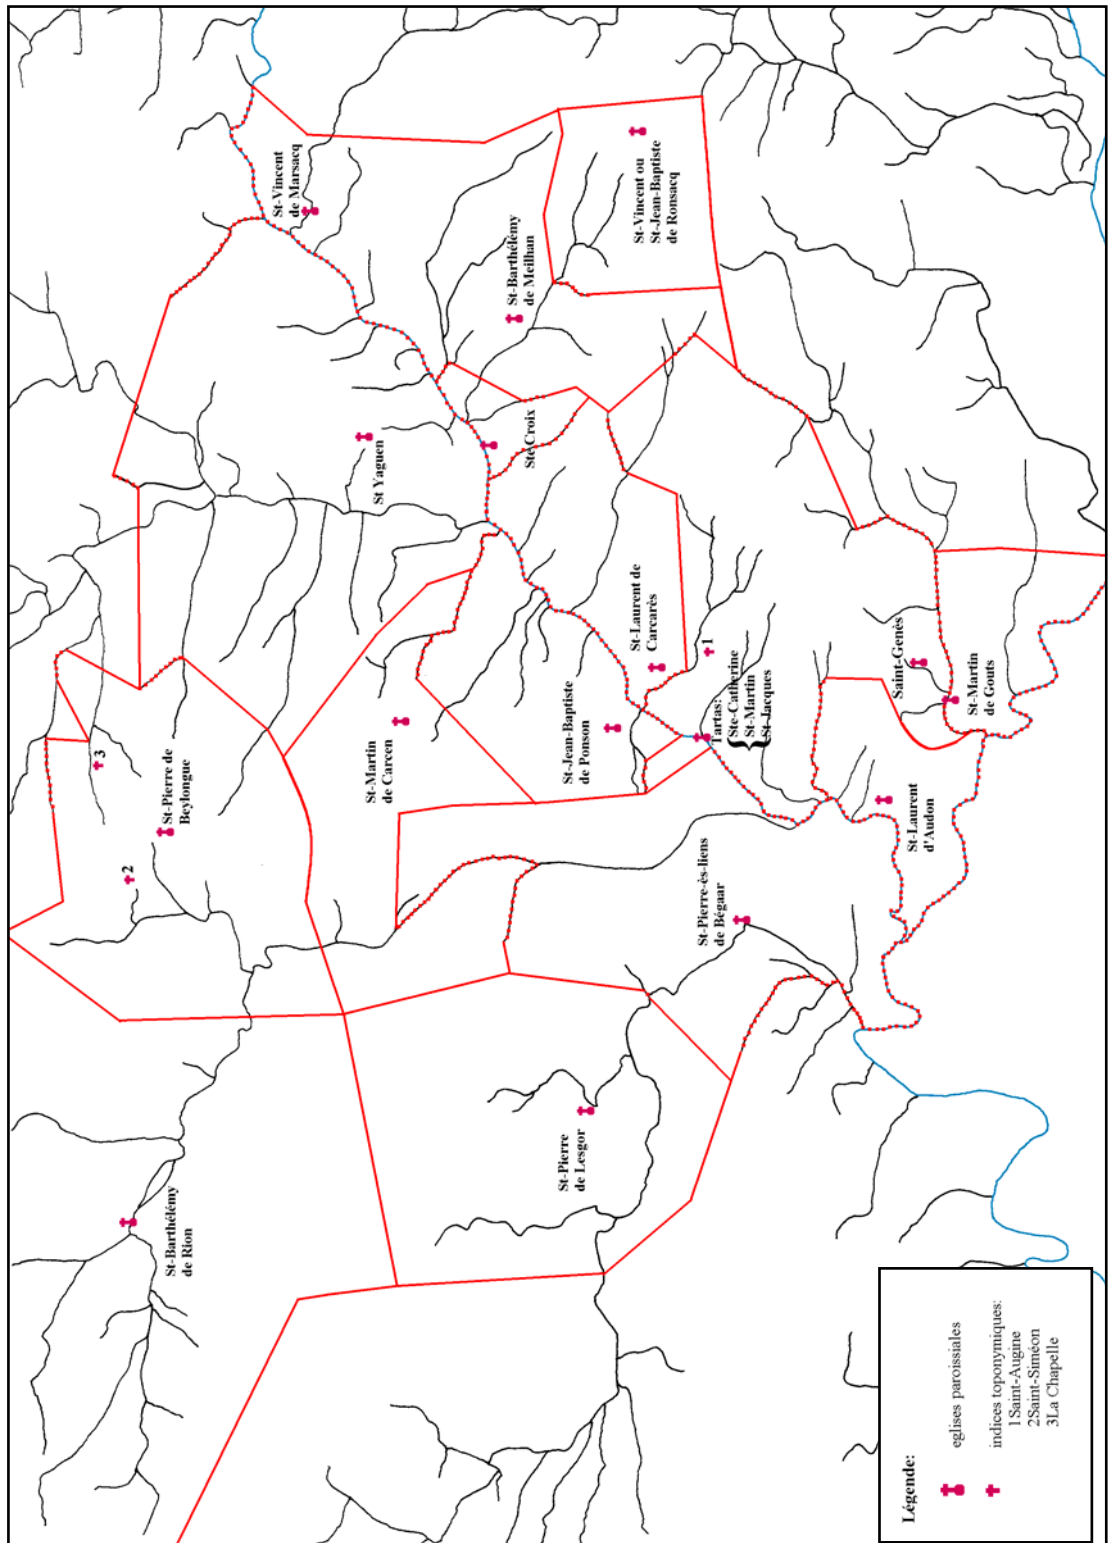 St-Vincent
de Marsacq
St-Vincent ou
St-Jean-Baptiste
de Ronsacq
St-Barthélémy
de Meilhan
Ste Croix
St Yaguen
St-Laurent de
Carcarès
1
Saint-Genès
St-Martin
de Gouts
Tartas:
Ste-Catherine
St-Martin
St-Jacques
St-Jean-Baptiste
de Ponson
St-Martin
de Carcen
3
St-Pierre de
Beylongue
2
St-Laurent
d'Audon
St-Pierre-ès-liens
de Bégaar
St-Pierre
de Lesgor
St-Barthélémy
de Rion
Légende:
eglises paroissiales
indices toponymiques:
1Saint-Augine
2Saint-Siméon
3La Chapelle